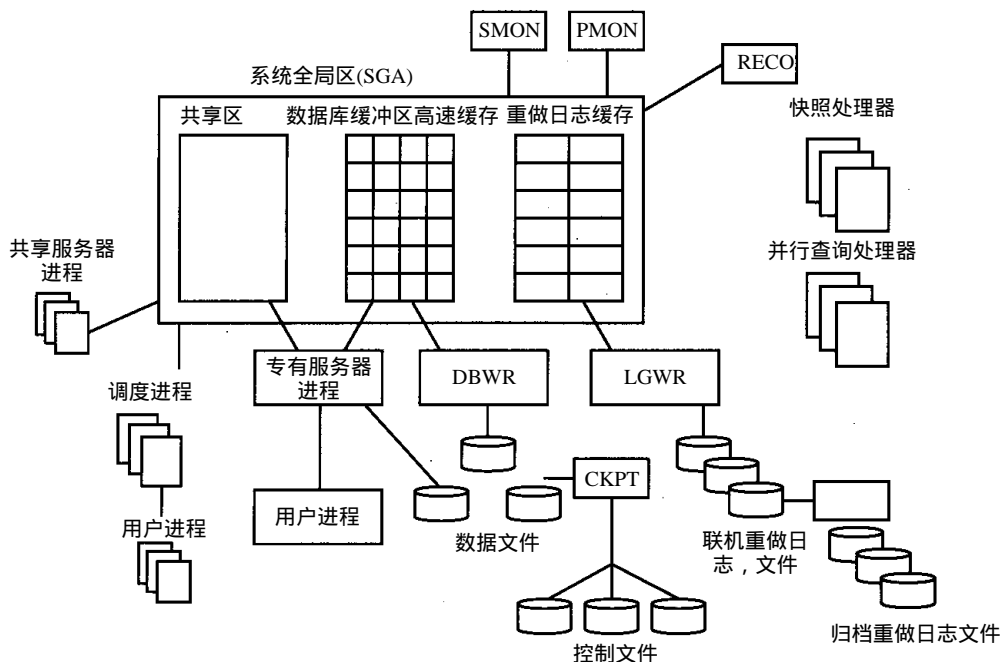 SMON
PMON
RECO
系统全局区(SGA)
共享区
数据库缓冲区高速缓存
重做日志缓存
快照处理器
共享服务器
进程
并行查询处理器
专有服务器
进程
DBWR
LGWR
调度进程
CKPT
用户进程
用户进程
数据文件
联机重做日
志，文件
控制文件
归档重做日志文件